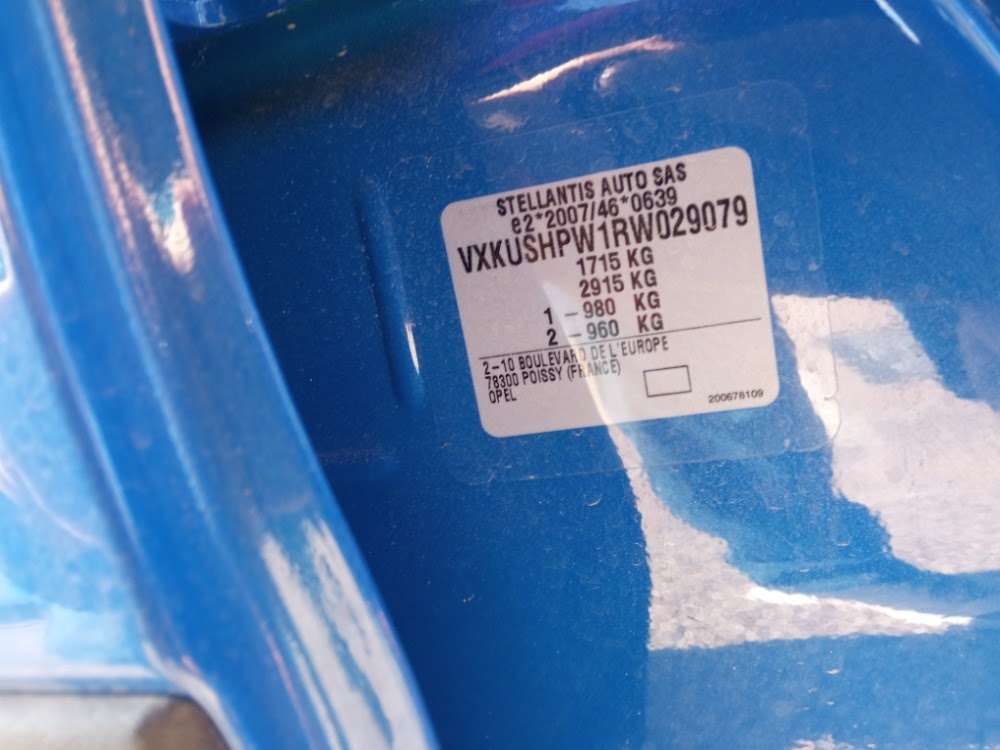 STELLANTIS AUTO SAS
e2*2007/46*0639
VXKUSHPW1RW029079
1715 KG
2915 KG
1 -980 KG
2 -960 KG
2-10 BOULEVARD DE L'EUROPE
78300 POISSY (FRANCE)
OPEL
200678109